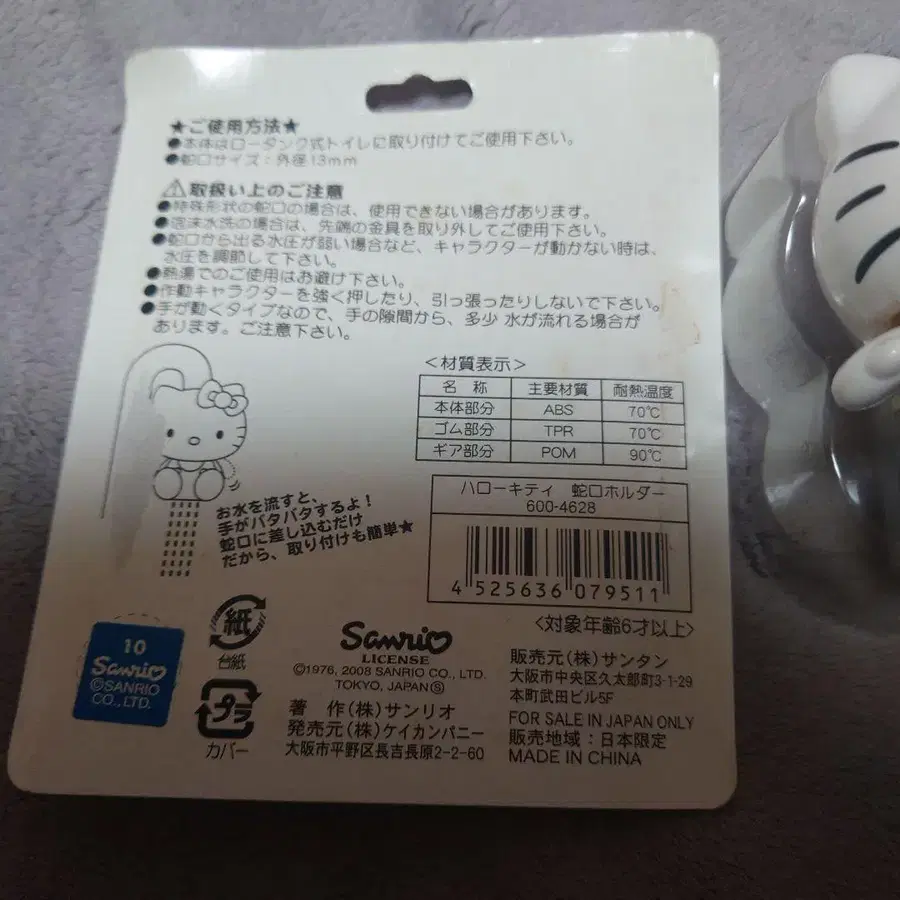 ★ご使用方法★
●本体はロータンク式トイレに取り付けてご使用下さい。
●蛇口サイズ:外径13mm
⚠取扱い上のご注意
●特殊形状の蛇口の場合は、使用できない場合があります。
●泡沫水洗の場合は、先端の金具を取り外してご使用下さい。
●蛇口から出る水圧が弱い場合など、キャラクターが動かない時は、
水圧を調節して下さい。
●熱湯でのご使用はお避け下さい。
●作動キャラクターを強く押したり、引っ張ったりしないで下さい。
●手が動くタイプなので、手の隙間から、多少 水が流れる場合が
あります。ご注意下さい。
<材質表示>
名 称 主要材質 耐熱温度
本体部分 ABS 70℃
ゴム部分 TPR 70℃
ギア部分 POM 90℃
お水を流すと、
手がパタパタするよ!
蛇口に差し込むだけ
だから、取り付けも簡単★
ハローキティ 蛇口ホルダー
600-4628
4 525636 079511
<対象年齢6才以上>
10
Sanrio
©SANRIO
CO., LTD.
紙
台紙
プラ
カバー
Sanrio
LICENSE
©1976, 2008 SANRIO CO., LTD.
TOKYO, JAPAN Ⓢ
著 作(株)サンリオ
発売元(株)ケイカンパニー
大阪市平野区長吉長原2-2-60
販売元(株)サンタン
大阪市中央区久太郎町3-1-29
本町武田ビル5F
FOR SALE IN JAPAN ONLY
販売地域:日本限定
MADE IN CHINA